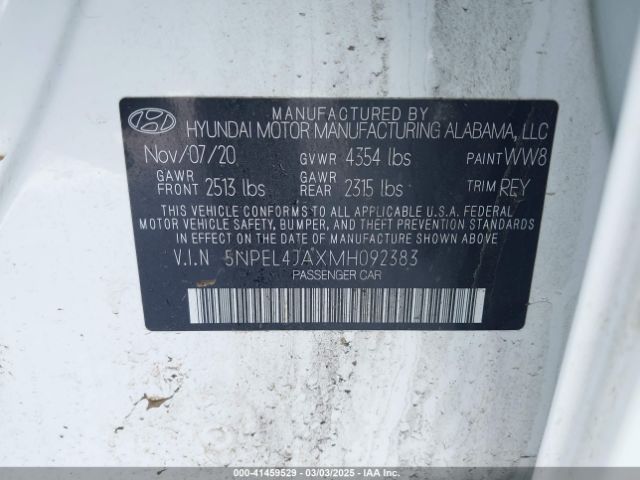 MANUFACTURED BY
HYUNDAI MOTOR MANUFACTURING ALABAMA, LLC
Nov/07/20 GVWR 4354 lbs PAINT WW8
GAWR FRONT 2513 lbs GAWR REAR 2315 lbs TRIM REY
THIS VEHICLE CONFORMS TO ALL APPLICABLE U.S.A. FEDERAL
MOTOR VEHICLE SAFETY, BUMPER, AND THEFT PREVENTION STANDARDS
IN EFFECT ON THE DATE OF MANUFACTURE SHOWN ABOVE.
V.I.N 5NPEL4JAXMH092383
PASSENGER CAR
000-41459529 - 03/03/2025 - IAA Inc.